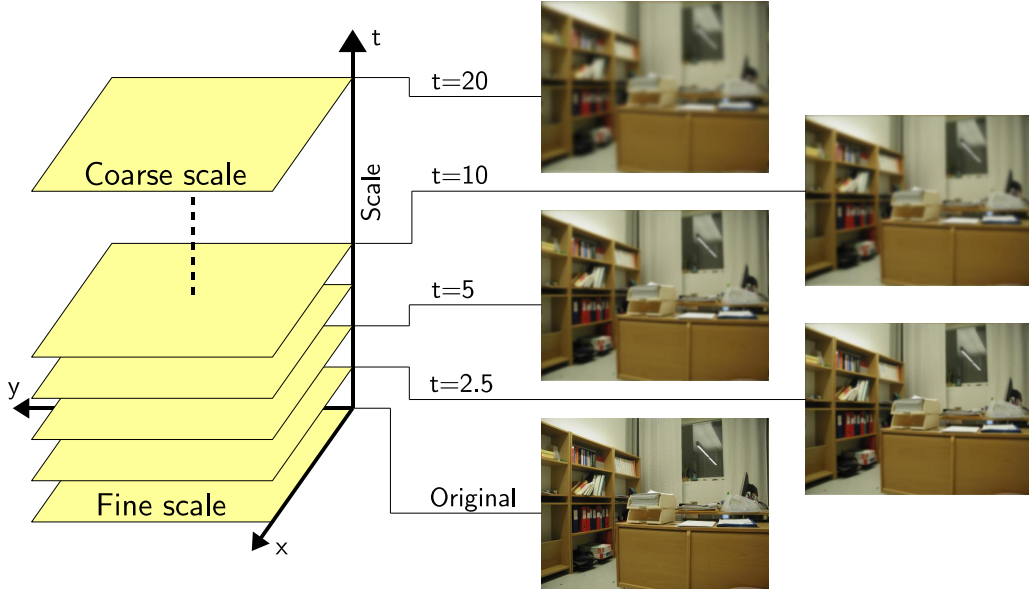 t
t=20
Coarse scale
Scale
t=10
t=5
t=2.5
y
Fine scale
Original
x